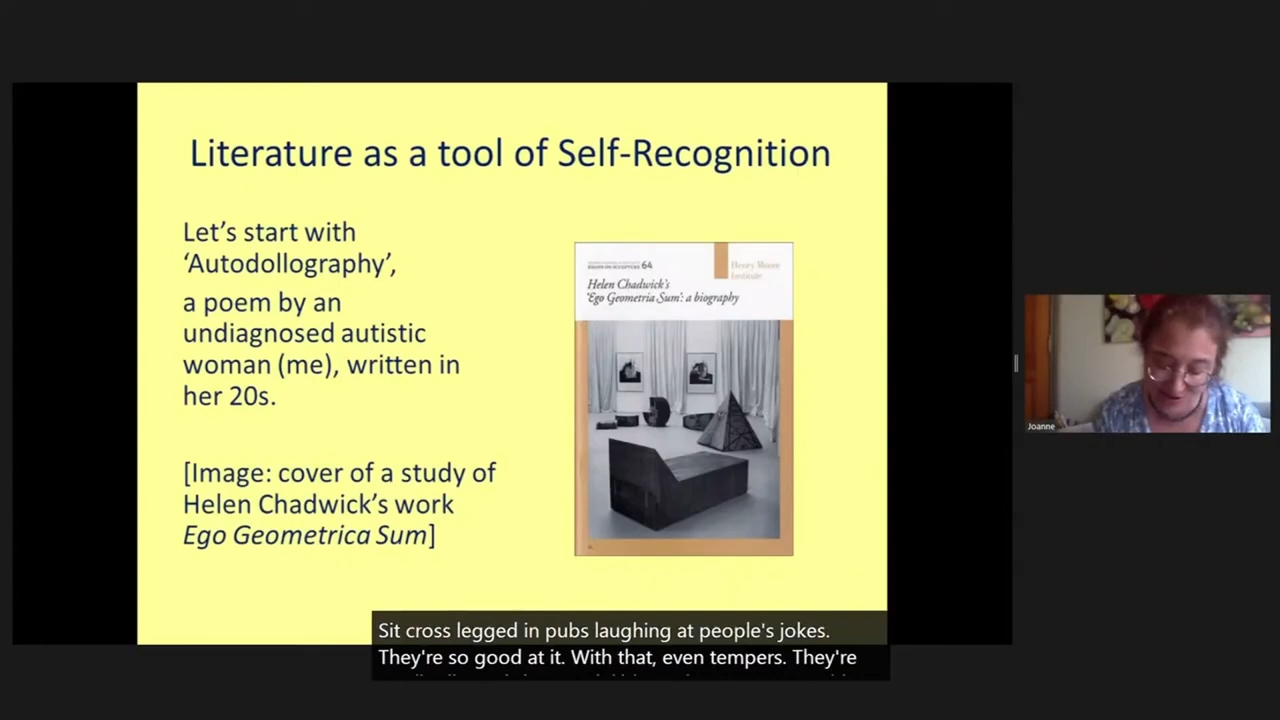 Literature as a tool of Self-Recognition
Let's start with
'Autodollography',
a poem by an
undiagnosed autistic
woman (me), written in
her 20s.
[Image: cover of a study of
Helen Chadwick's work
Ego Geometrica Sum]
64
Henry Moore
Institute
Helen Chadwick's
'Ego Geometria Sum': a biography
Joanne
Sit cross legged in pubs laughing at people's jokes.
They're so good at it. With that, even tempers. They're